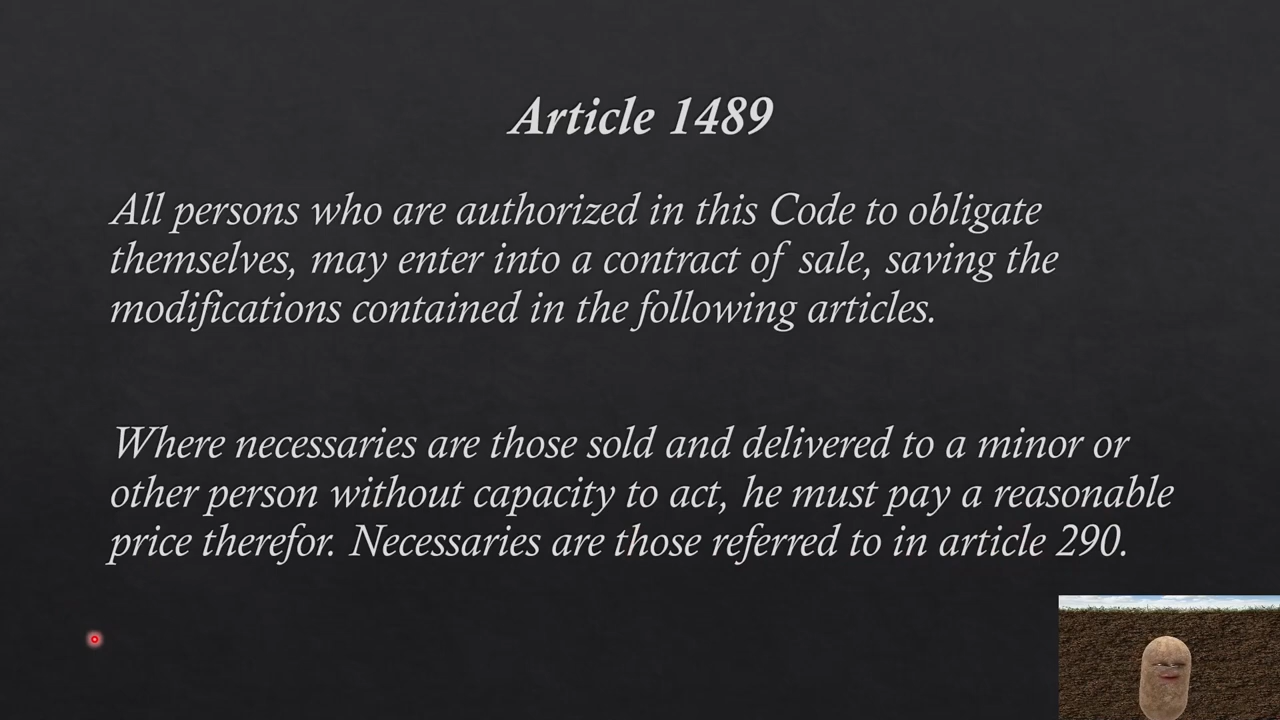 Article 1489
All persons who are authorized in this Code to obligate
themselves, may enter into a contract of sale, saving the
modifications contained in the following articles.
Where necessaries are those sold and delivered to a minor or
other person without capacity to act, he must pay a reasonable
price therefor. Necessaries are those referred to in article 290.